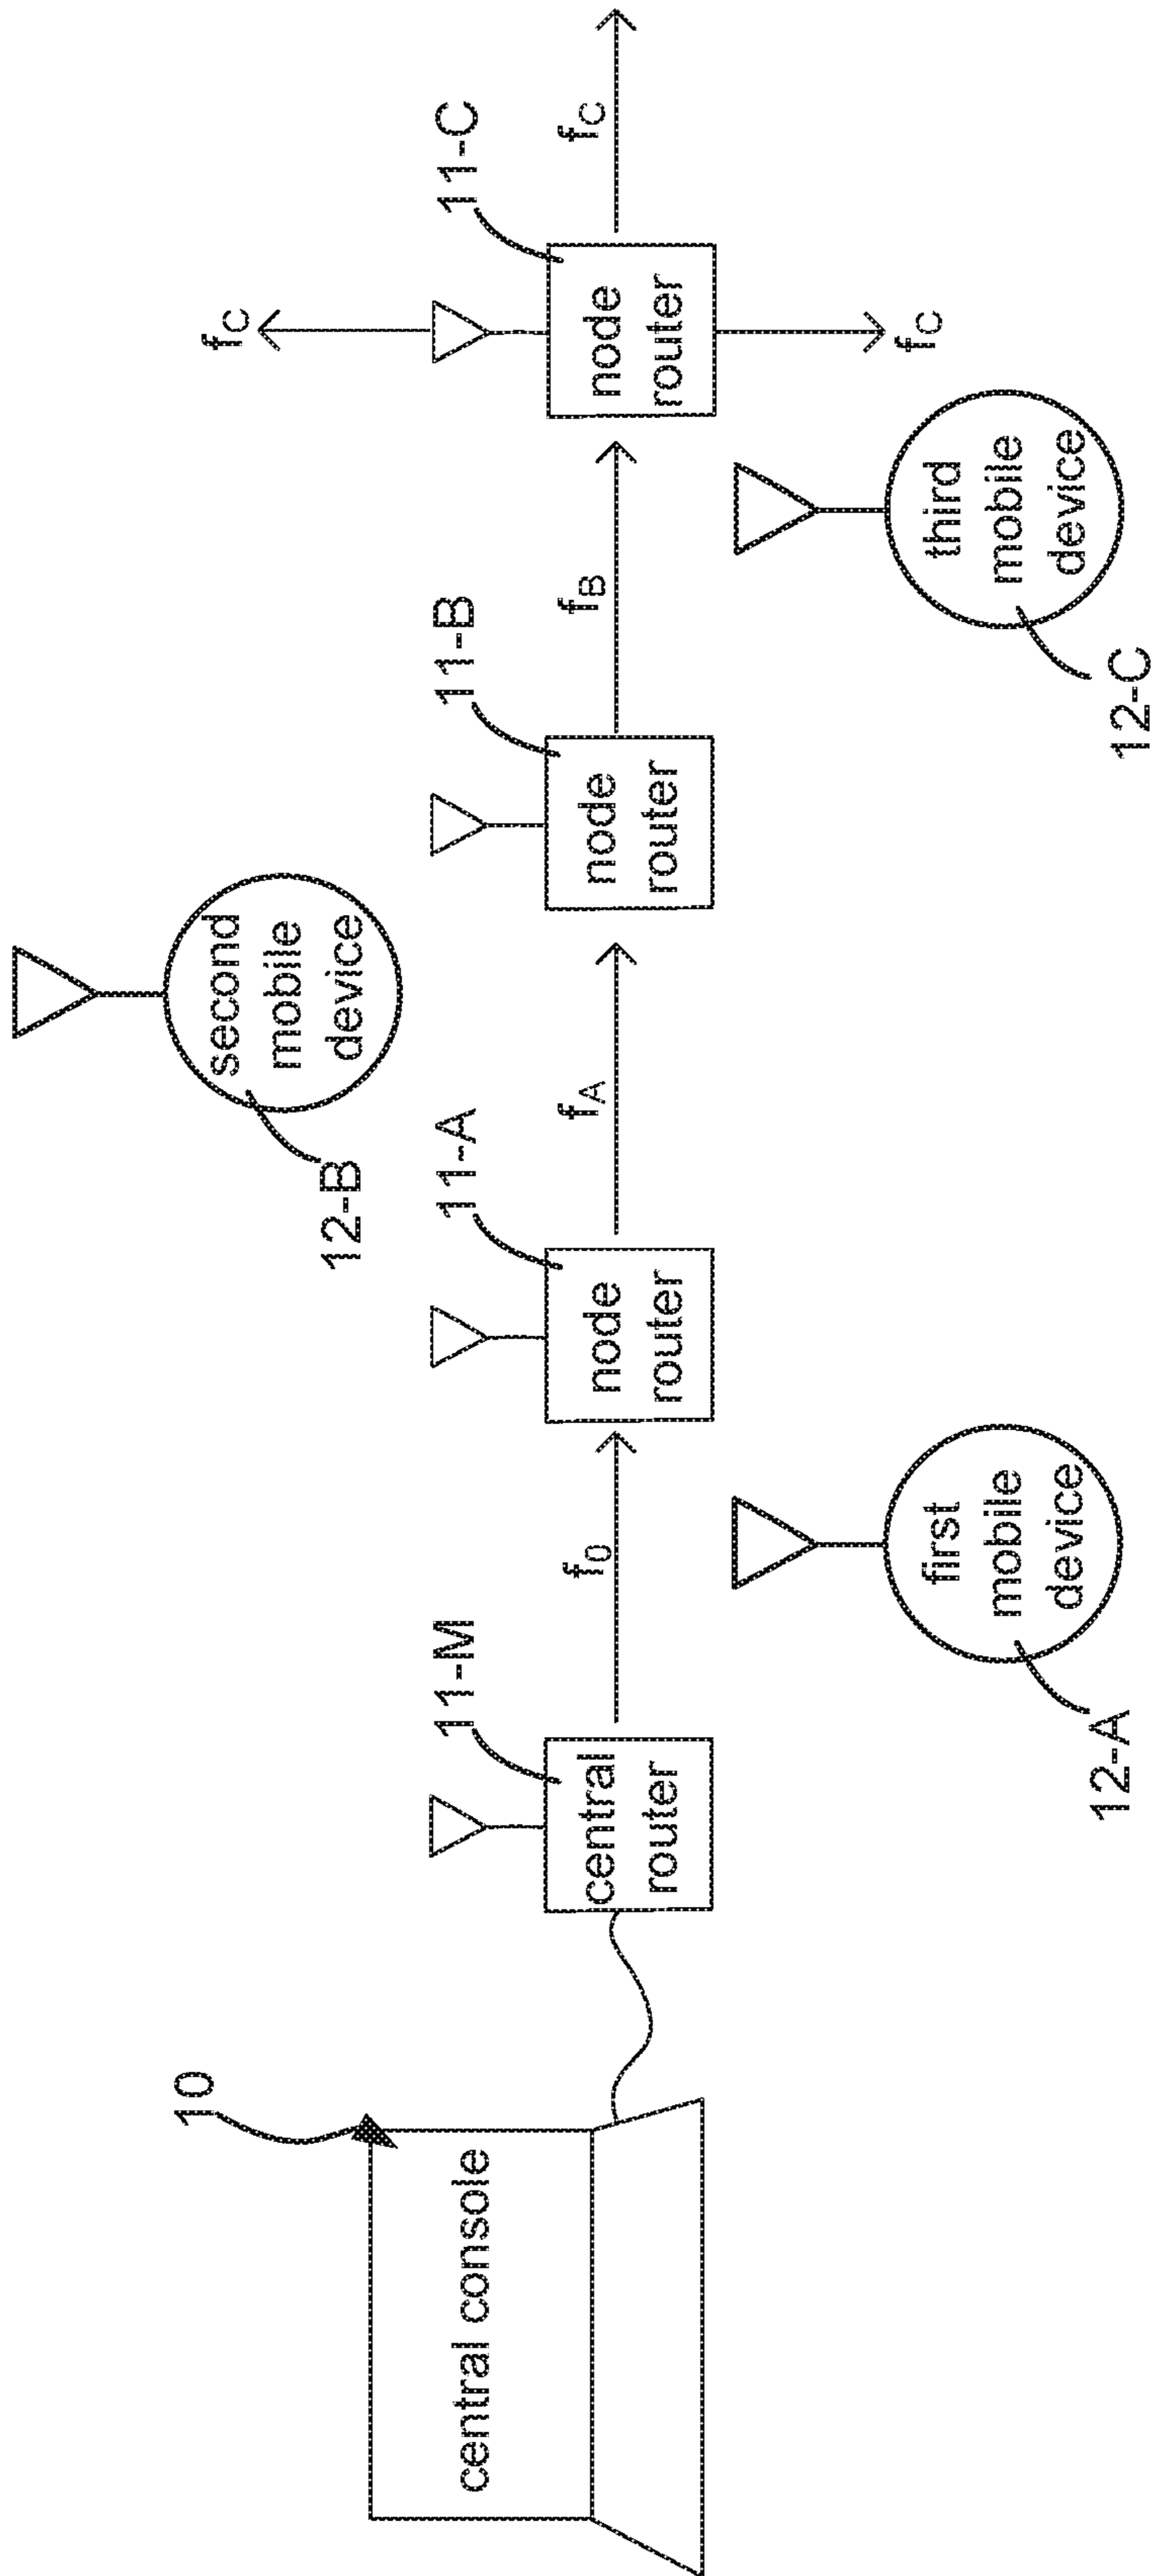 10
central console
11-M
central
router
f0
12-A
first
mobile
device
11-A
node
router
fA
12-B
second
mobile
device
11-B
node
router
fB
12-C
third
mobile
device
11-C
node
router
fC
fC
fC